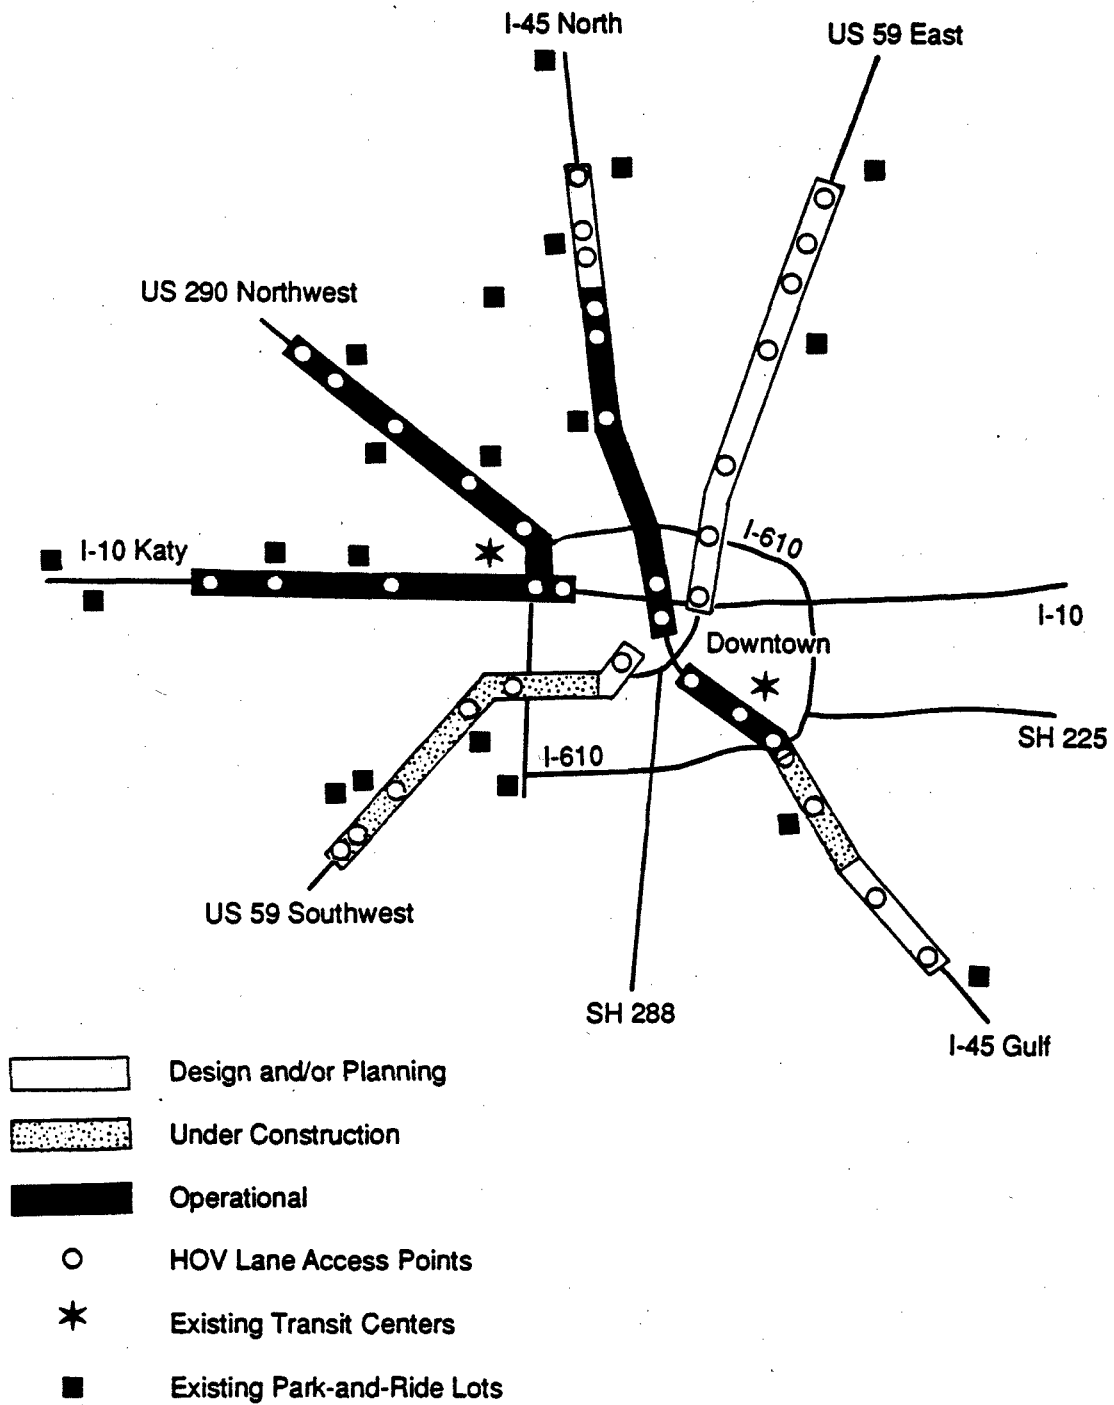 I-45 North
US 59 East
US 290 Northwest
I-10 Katy
I-610
I-10
Downtown
SH 225
I-610
US 59 Southwest
SH 288
I-45 Gulf
Design and/or Planning
Under Construction
Operational
HOV Lane Access Points
Existing Transit Centers
Existing Park-and-Ride Lots